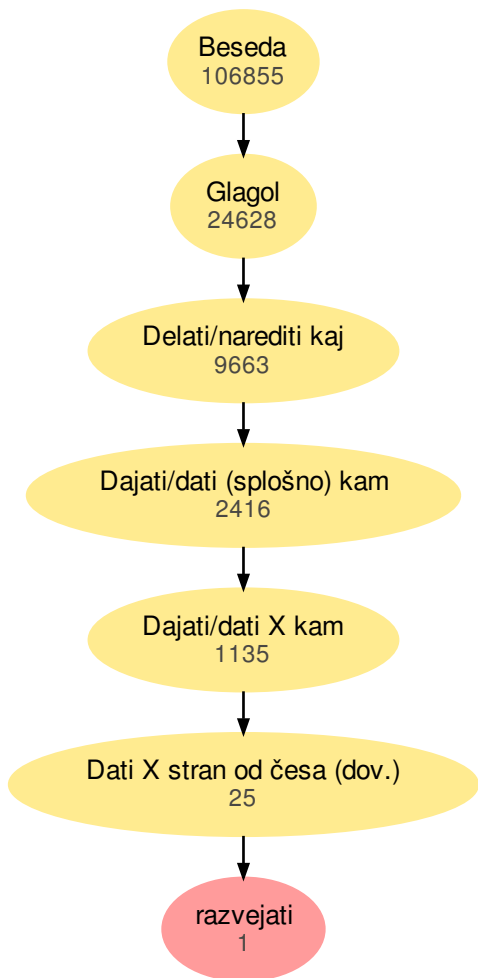 Beseda
106855
Glagol
24628
Delati/narediti kaj
9663
Dajati/dati (splošno) kam
2416
Dajati/dati X kam
1135
Dati X stran od česa (dov.)
25
razvejati
1